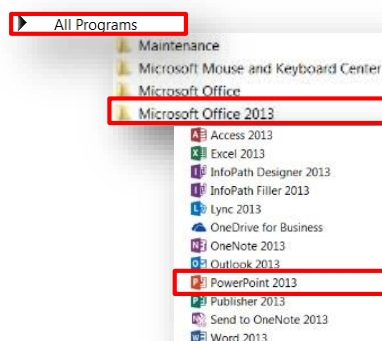 All Programs
Maintenance
Microsoft Mouse and Keyboard Center
Microsoft Office
Microsoft Office 2013
Access 2013
Excel 2013
InfoPath Designer 2013
InfoPath Filler 2013
Lync 2013
OneDrive for Business
OneNote 2013
Outlook 2013
PowerPoint 2013
Publisher 2013
Send to OneNote 2013
Word 2013